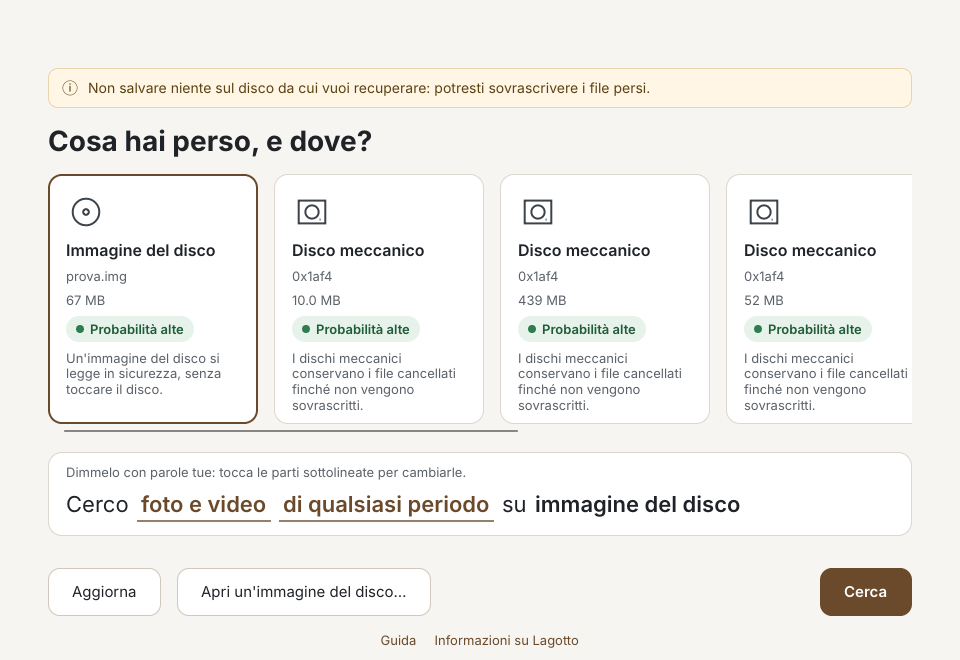 Non salvare niente sul disco da cui vuoi recuperare: potresti sovrascrivere i file persi.
Cosa hai perso, e dove?
Immagine del disco
prova.img
67 MB
Probabilità alte
Un'immagine del disco si
legge in sicurezza, senza
toccare il disco.
Disco meccanico
0x1af4
10.0 MB
Probabilità alte
I dischi meccanici
conservano i file cancellati
finché non vengono
sovrascritti.
Disco meccanico
0x1af4
439 MB
Probabilità alte
I dischi meccanici
conservano i file cancellati
finché non vengono
sovrascritti.
Disco meccanico
0x1af4
52 MB
Probabilità alte
I dischi meccanici
conservano i file cancellati
finché non vengono
sovrascritti.
Dimmelo con parole tue: tocca le parti sottolineate per cambiarle.
Cerco foto e video di qualsiasi periodo su immagine del disco
Aggiorna
Apri un'immagine del disco...
Cerca
Guida
Informazioni su Lagotto